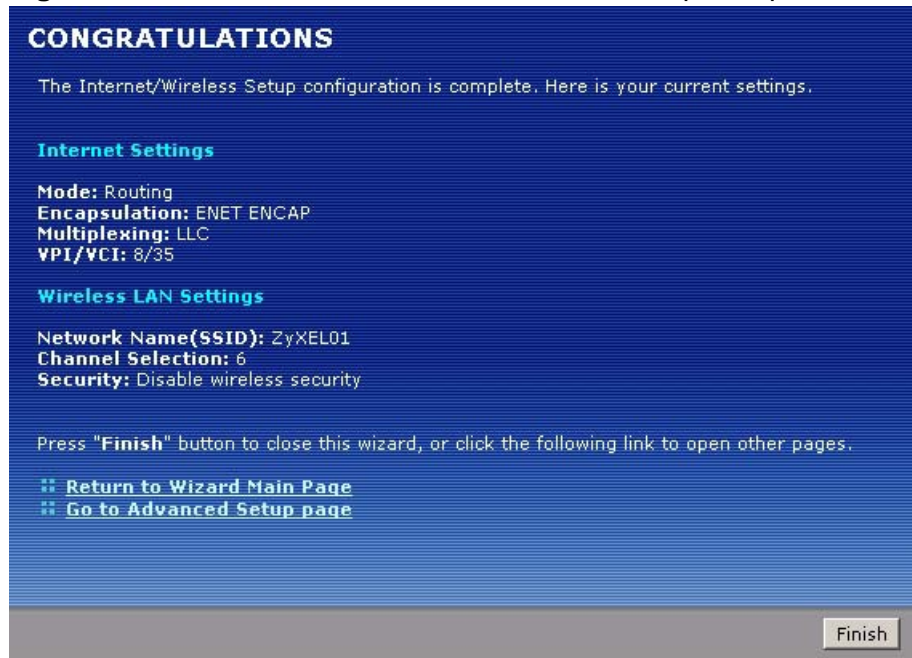 CONGRATULATIONS
The Internet/Wireless Setup configuration is complete. Here is your current settings.
Internet Settings
Mode: Routing
Encapsulation: ENET ENCAP
Multiplexing: LLC
VPI/VCI: 8/35
Wireless LAN Settings
Network Name(SSID): ZyXEL01
Channel Selection: 6
Security: Disable wireless security
Press "Finish" button to close this wizard, or click the following link to open other pages.
Return to Wizard Main Page
Go to Advanced Setup page
Finish